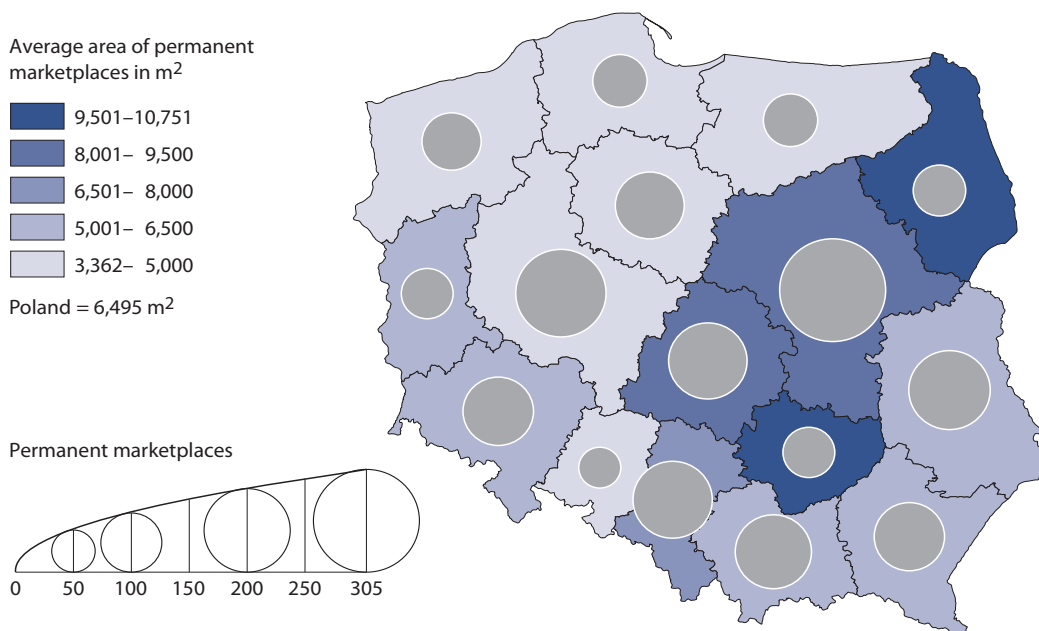 Average area of permanent
marketplaces in m²
9,501–10,751
8,001– 9,500
6,501– 8,000
5,001– 6,500
3,362– 5,000
Poland = 6,495 m²
Permanent marketplaces
0 50 100 150 200 250 305